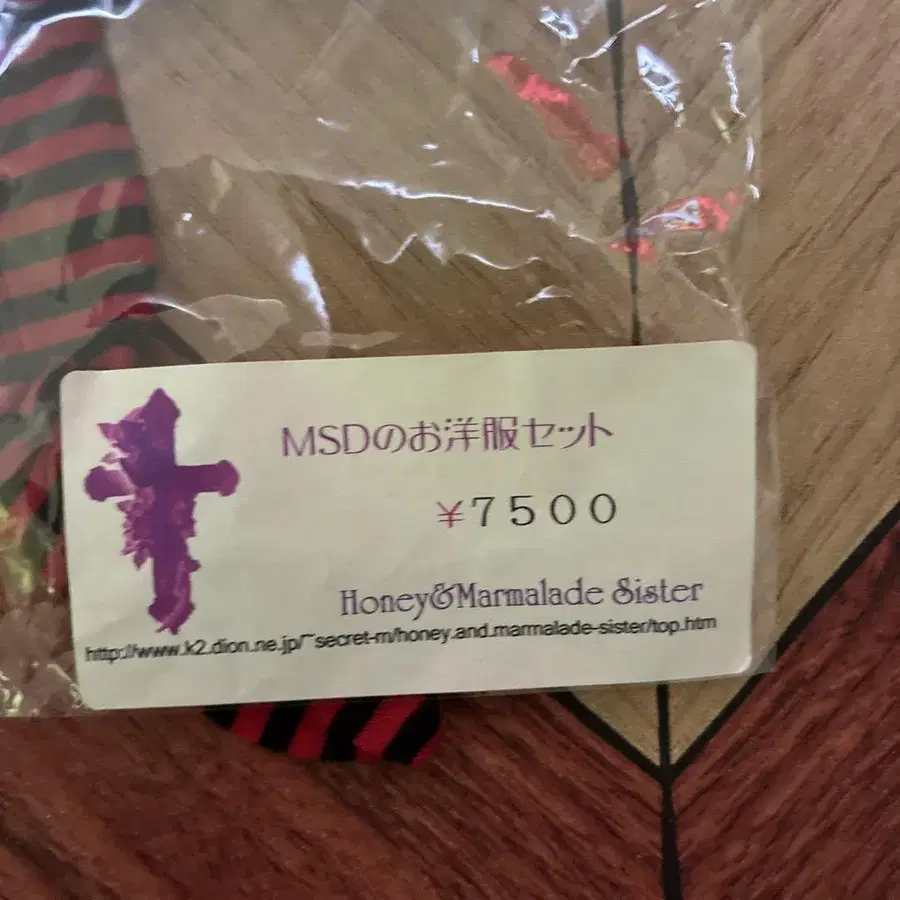 MSDのお洋服セット
¥7500
Honey&Marmalade Sister
http://www.k2.dion.ne.jp/~secret-m/honey.and.marmalade-sister/top.htm